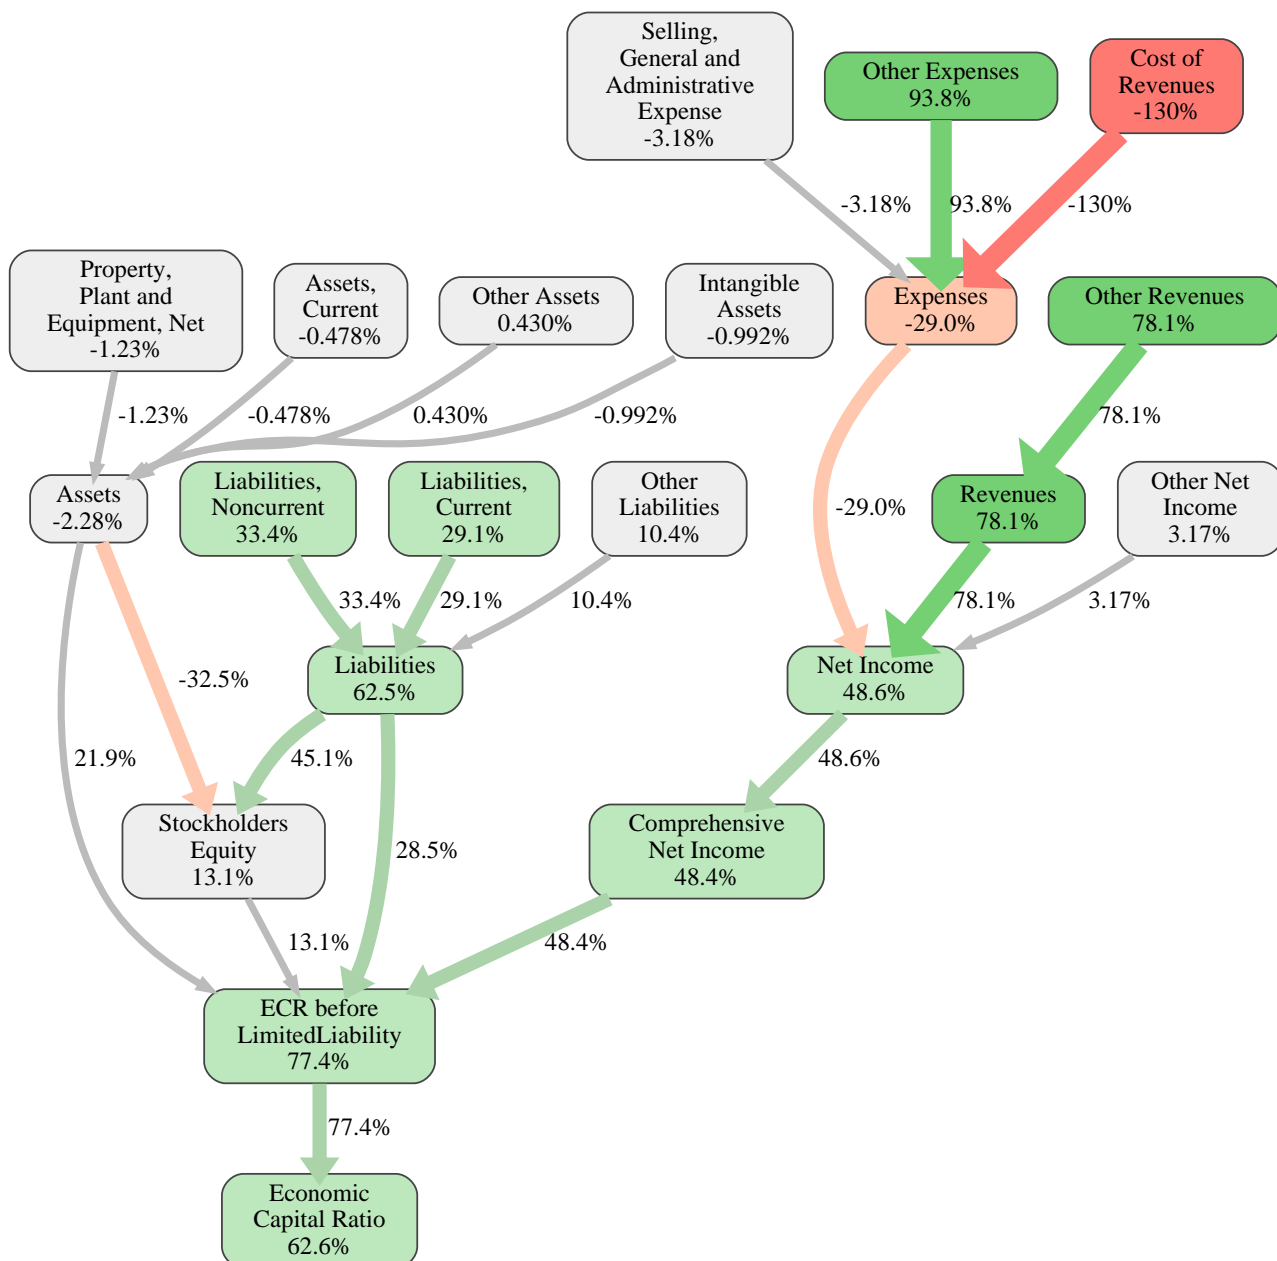 Selling,
General and
Administrative
Expense
-3.18%
Other Expenses
93.8%
Cost of
Revenues
-130%
-3.18%
93.8%
-130%
Property,
Plant and
Equipment, Net
-1.23%
Assets,
Current
-0.478%
Other Assets
0.430%
Intangible
Assets
-0.992%
Expenses
-29.0%
Other Revenues
78.1%
-1.23%
-0.478%
0.430%
-0.992%
78.1%
Assets
-2.28%
Liabilities,
Noncurrent
33.4%
Liabilities,
Current
29.1%
Other
Liabilities
10.4%
-29.0%
Revenues
78.1%
Other Net
Income
3.17%
33.4%
29.1%
10.4%
78.1%
3.17%
-32.5%
Liabilities
62.5%
Net Income
48.6%
21.9%
45.1%
48.6%
Stockholders
Equity
13.1%
28.5%
Comprehensive
Net Income
48.4%
13.1%
48.4%
ECR before
LimitedLiability
77.4%
77.4%
Economic
Capital Ratio
62.6%